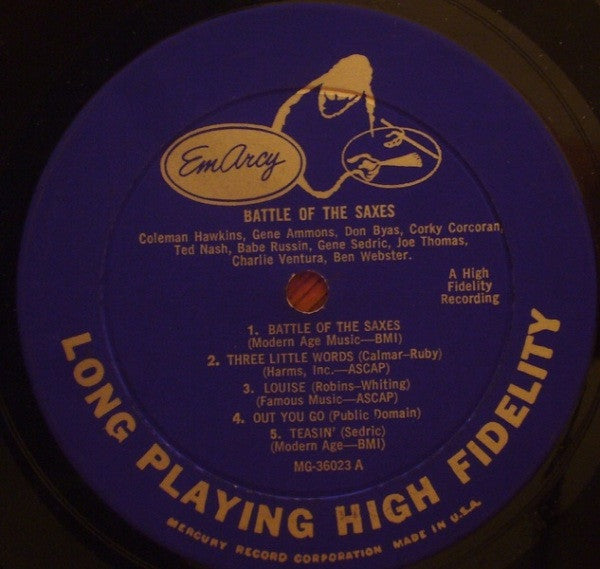 EmArcy
BATTLE OF THE SAXES
Coleman Hawkins, Gene Ammons, Don Byas, Corky Corcoran,
Ted Nash, Babe Russin, Gene Sedric, Joe Thomas,
Charlie Ventura, Ben Webster.
A High
Fidelity
Recording
1. BATTLE OF THE SAXES
(Modern Age Music—BMI)
2. THREE LITTLE WORDS (Calmar-Ruby)
(Harms, Inc.—ASCAP)
3. LOUISE (Robins-Whiting)
(Famous Music—ASCAP)
4. OUT YOU GO (Public Domain)
5. TEASIN' (Sedric)
(Modern Age—BMI)
MG-36023 A
LONG PLAYING HIGH FIDELITY
MERCURY RECORD CORPORATION MADE IN U.S.A.